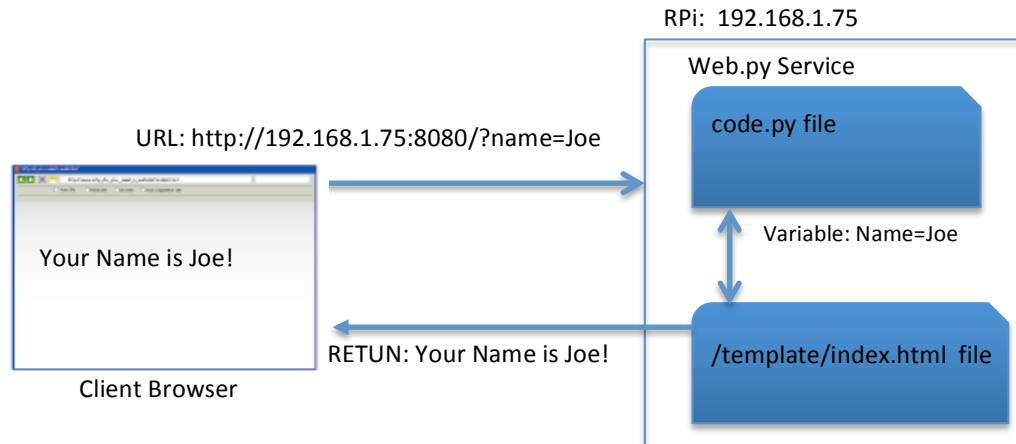 RPi: 192.168.1.75
Web.py Service
URL: http://192.168.1.75:8080/?name=Joe
code.py file
Your Name is Joe!
Variable: Name=Joe
RETUN: Your Name is Joe!
/template/index.html file
Client Browser